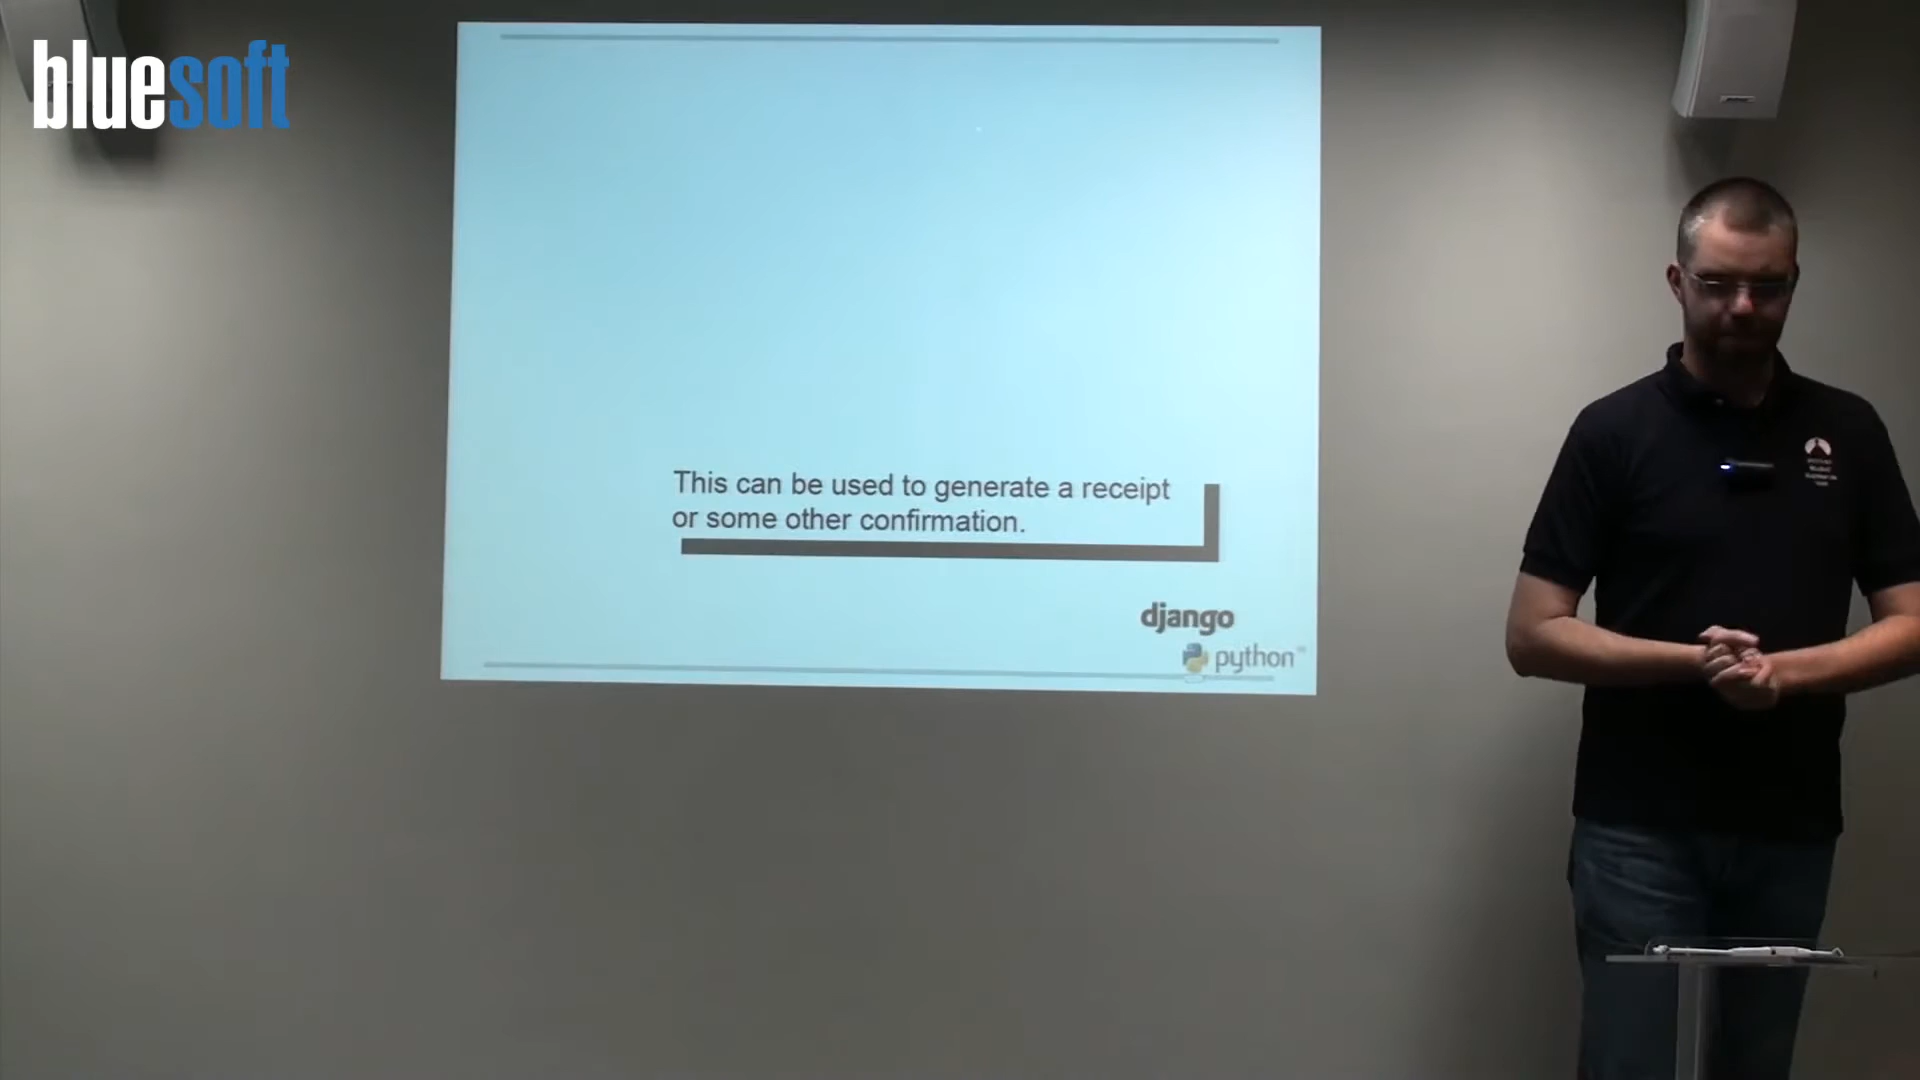 bluesoft
This can be used to generate a receipt
or some other confirmation.
django
python